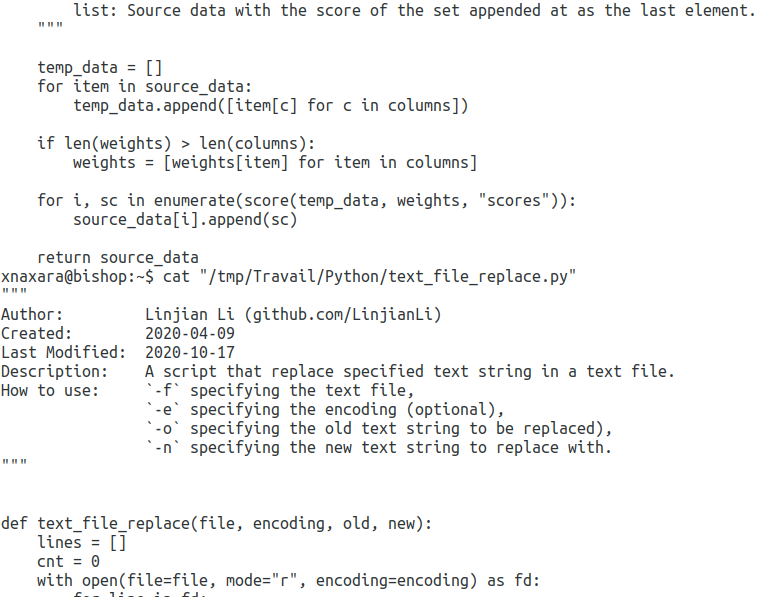 list: Source data with the score of the set appended at as the last element.
    """

    temp_data = []
    for item in source_data:
        temp_data.append([item[c] for c in columns])

    if len(weights) > len(columns):
        weights = [weights[item] for item in columns]

    for i, sc in enumerate(score(temp_data, weights, "scores")):
        source_data[i].append(sc)

    return source_data
xnaxara@bishop:~$ cat "/tmp/Travail/Python/text_file_replace.py"
"""
Author:         Linjian Li (github.com/LinjianLi)
Created:        2020-04-09
Last Modified:  2020-10-17
Description:    A script that replace specified text string in a text file.
How to use:     `-f` specifying the text file,
                `-e` specifying the encoding (optional),
                `-o` specifying the old text string to be replaced),
                `-n` specifying the new text string to replace with.
"""


def text_file_replace(file, encoding, old, new):
    lines = []
    cnt = 0
    with open(file=file, mode="r", encoding=encoding) as fd:
        for line in fd: